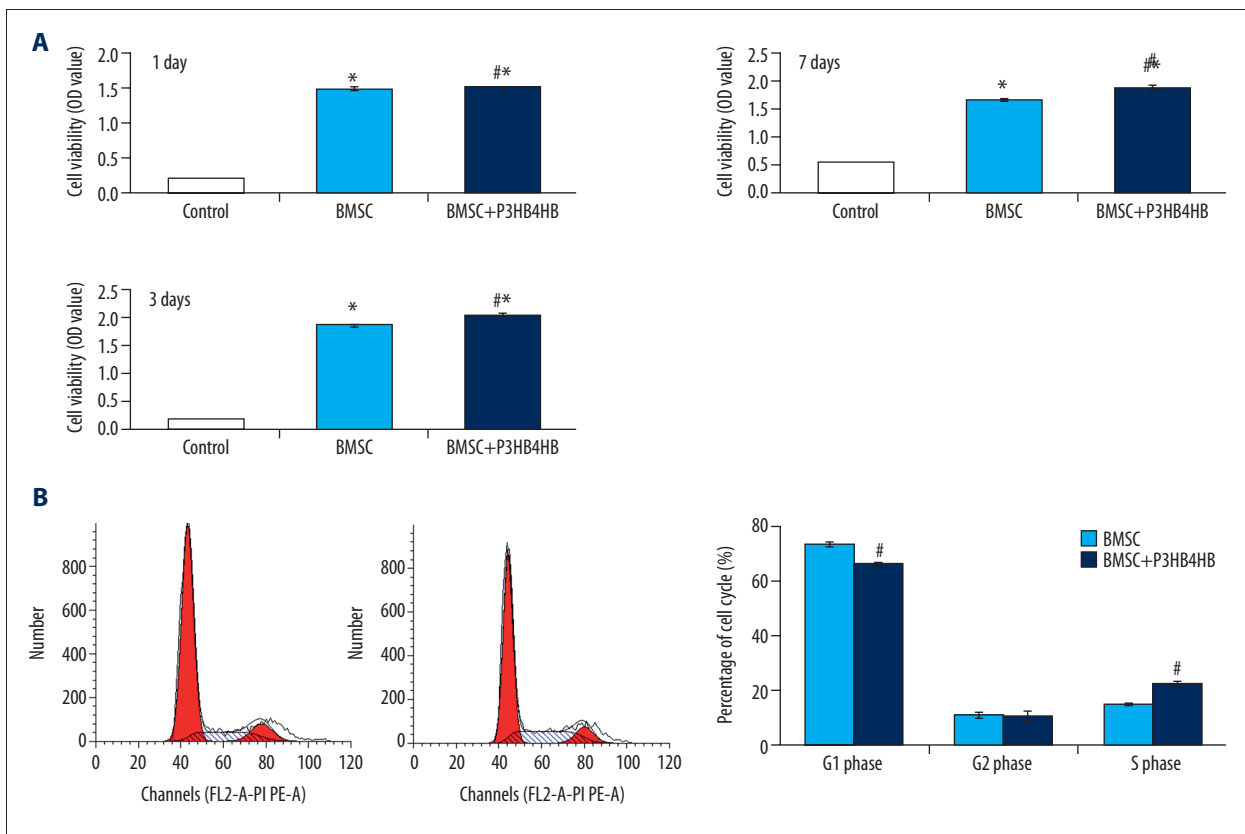 A
Cell viability (OD value)
2.0
1.5
1.0
0.5
0.0
1 day
*
#*
Control
BMSC
BMSC+P3HB4HB
Cell viability (OD value)
2.5
2.0
1.5
1.0
0.5
0.0
7 days
*
#
#*
Control
BMSC
BMSC+P3HB4HB
Cell viability (OD value)
2.5
2.0
1.5
1.0
0.5
0.0
3 days
*
#*
Control
BMSC
BMSC+P3HB4HB
B
Number
800
600
400
200
0
0 20 40 60 80 100 120
Channels (FL2-A-PI PE-A)
Number
800
600
400
200
0
0 20 40 60 80 100 120
Channels (FL2-A-PI PE-A)
Percentage of cell cycle (%)
80
60
40
20
0
BMSC
BMSC+P3HB4HB
#
#
G1 phase
G2 phase
S phase